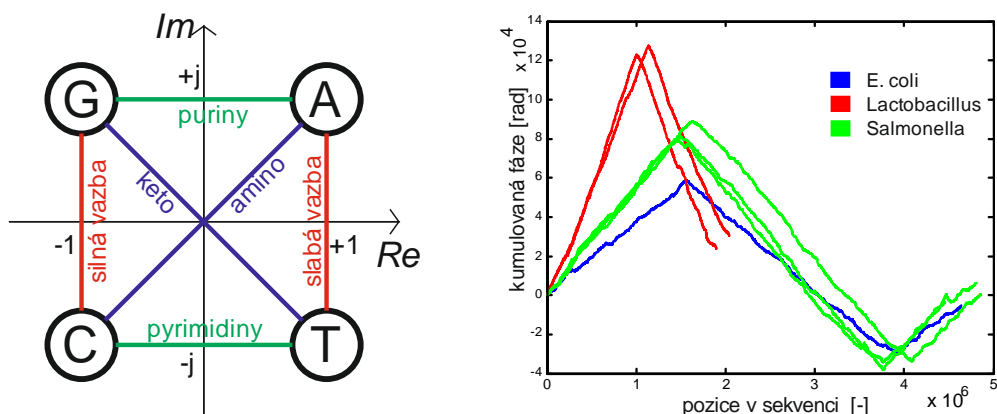 Im
G
+j
A
puriny
silná vazba
keto
amino
slabá vazba
-1
+1
Re
C
pyrimidiny
-j
T
x 10^4
kumulovaná fáze [rad]
14
12
10
8
6
4
2
0
-2
-4
E. coli
Lactobacillus
Salmonella
0 1 2 3 4 5
pozice v sekvenci [-]
x 10^6